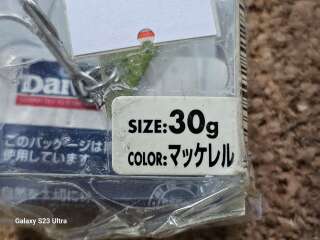 Dai
このパッケージは
使用しています
SIZE:30g
COLOR:マッケレル
Galaxy S23 Ultra